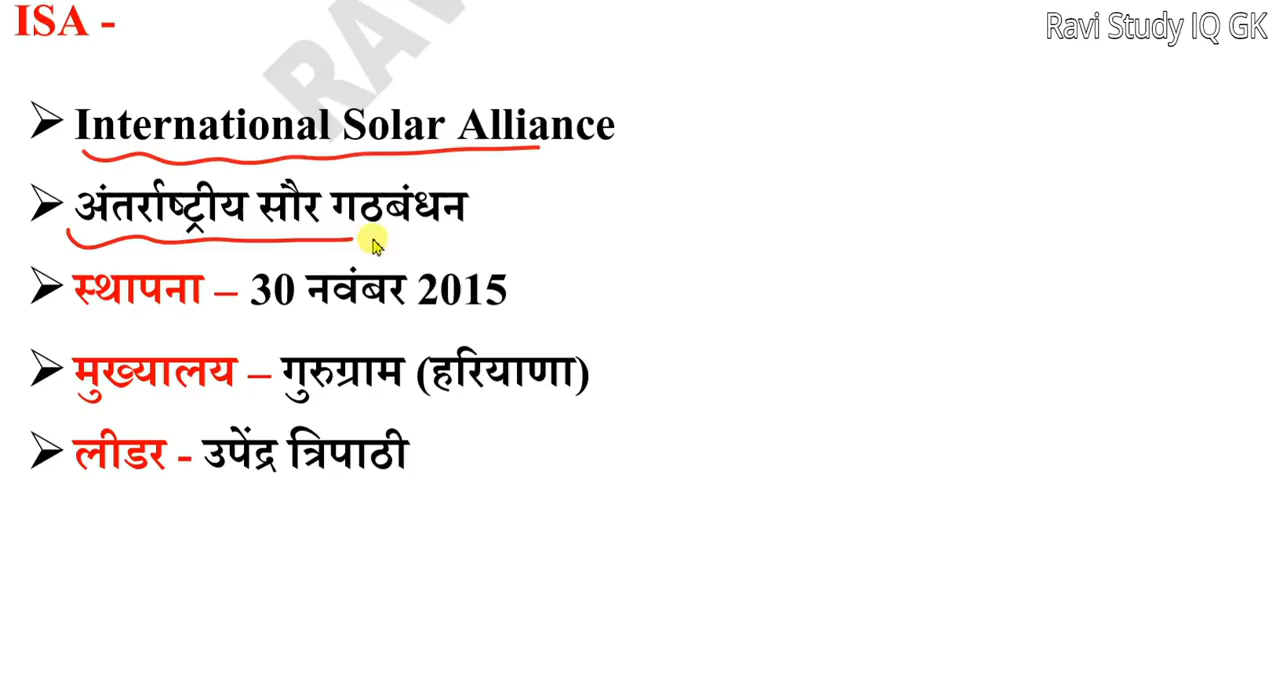 ISA -
Ravi Study IQ GK
RAV
➢ International Solar Alliance
➢ अंतर्राष्ट्रीय सौर गठबंधन
➢ स्थापना – 30 नवंबर 2015
➢ मुख्यालय – गुरुग्राम (हरियाणा)
➢ लीडर - उपेंद्र त्रिपाठी